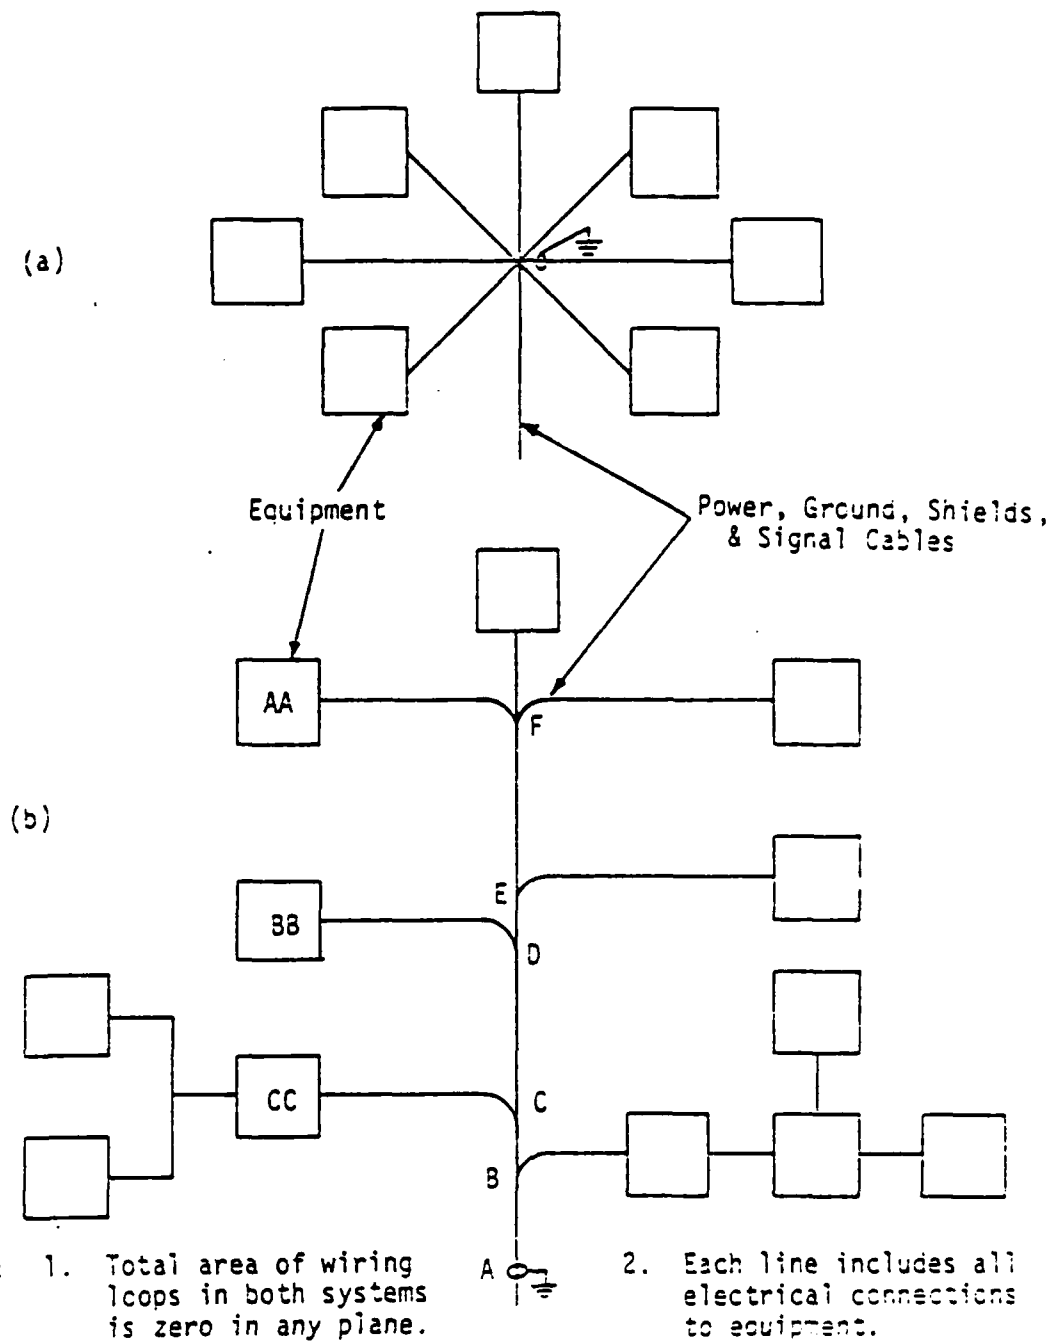 (a)
Equipment
Power, Ground, Shields,
& Signal Cables
AA
F
(b)
E
BB
D
CC
C
B
A
1. Total area of wiring
loops in both systems
is zero in any plane.
2. Each line includes all
electrical connections
to equipment.